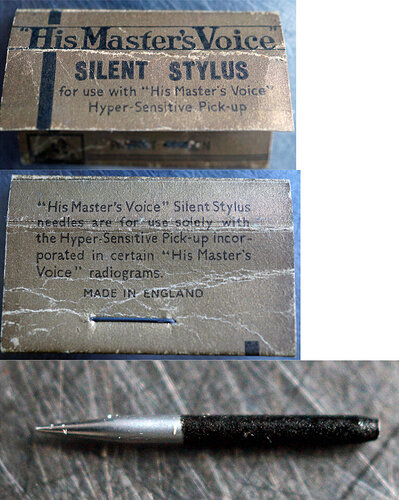 "His Master's Voice"
SILENT STYLUS
for use with "His Master's Voice"
Hyper-Sensitive Pick-up
"His Master's Voice" Silent Stylus
needles are for use solely with
the Hyper-Sensitive Pick-up incor-
porated in certain "His Master's
Voice" radiograms.
MADE IN ENGLAND